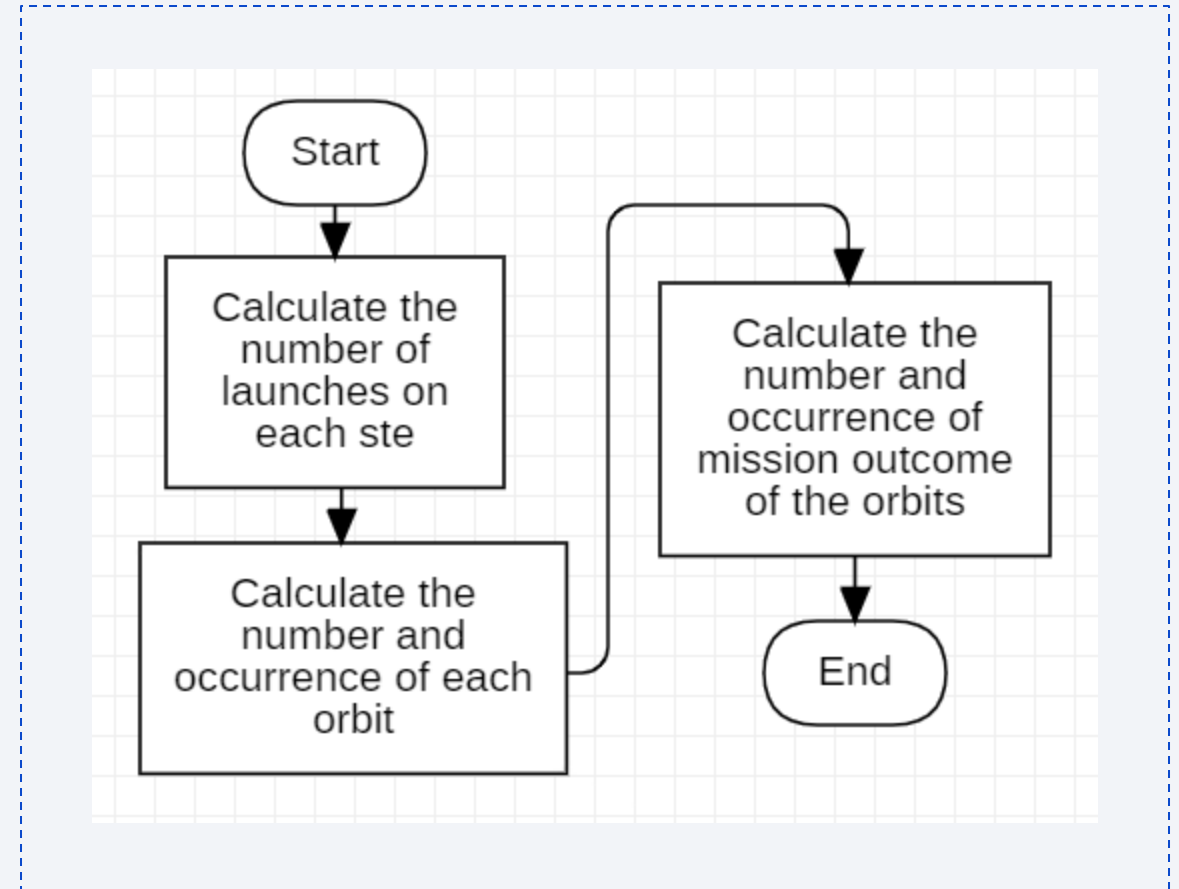 Start
Calculate the
number of
launches on
each ste
Calculate the
number and
occurrence of each
orbit
Calculate the
number and
occurrence of
mission outcome
of the orbits
End